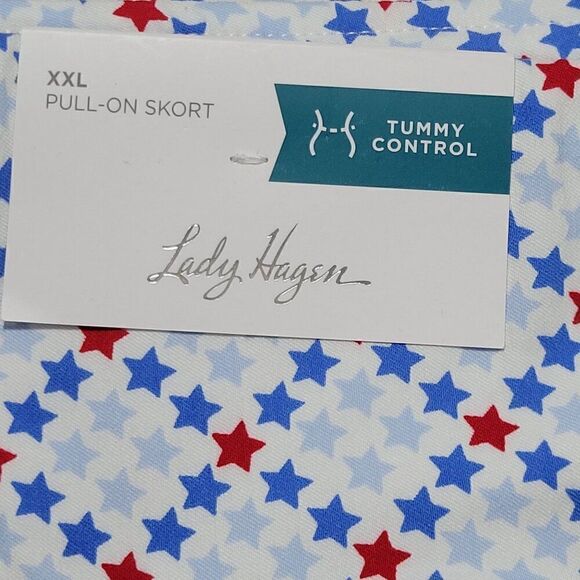 XXL
PULL-ON SKORT
TUMMY
CONTROL
Lady Hagen